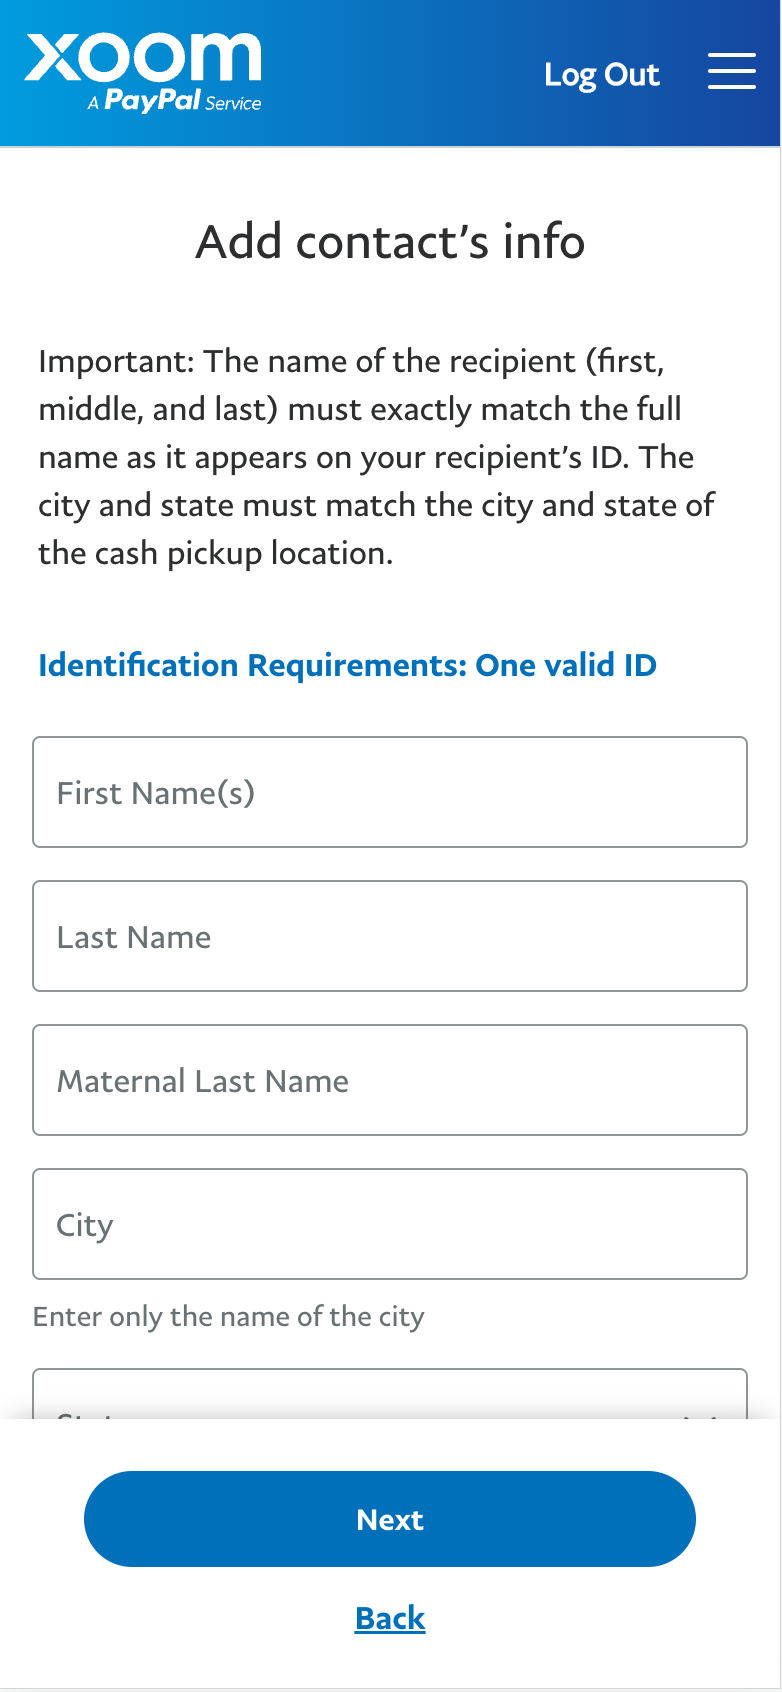 xoom
A PayPal Service
Log Out
Add contact’s info
Important: The name of the recipient (first,
middle, and last) must exactly match the full
name as it appears on your recipient’s ID. The
city and state must match the city and state of
the cash pickup location.
Identification Requirements: One valid ID
First Name(s)
Last Name
Maternal Last Name
City
Enter only the name of the city
Next
Back